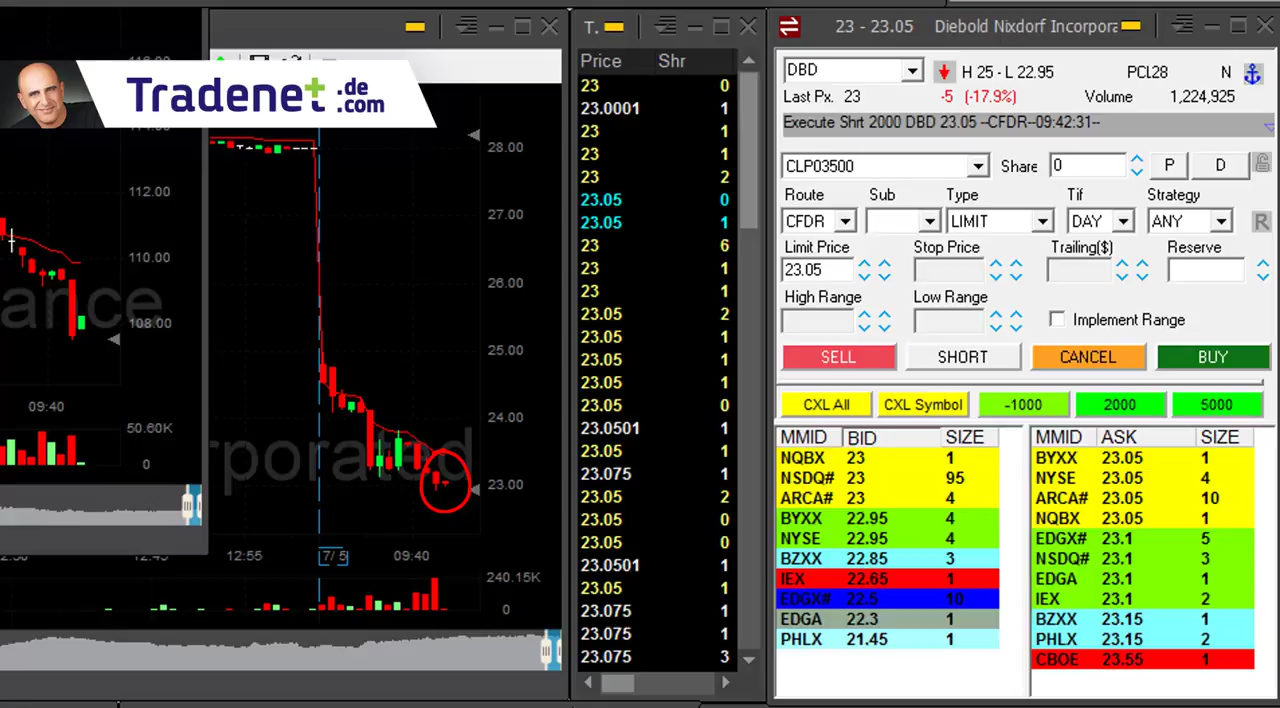 Tradenet .de
.com
114.00
112.00
110.00
108.00
ance
09:40
50.60K
0
28.00
27.00
26.00
25.00
24.00
23.00
rporated
12:55
7/ 5
09:40
240.15K
0
T.
Price Shr
23 0
23.0001 1
23 1
23 1
23 2
23.05 0
23.05 1
23 6
23 1
23 1
23.05 2
23.05 1
23.05 1
23.05 1
23.05 0
23.0501 1
23.05 1
23.075 1
23.05 2
23.05 0
23.05 0
23.0501 1
23.05 1
23.075 1
23.075 1
23.075 3
23 - 23.05 Diebold Nixdorf Incorpora
DBD H 25 - L 22.95 PCL28 N
Last Px. 23 -5 (-17.9%) Volume 1,224,925
Execute Shrt 2000 DBD 23.05 --CFDR--09:42:31--
CLP03500 Share 0 P D
Route Sub Type Tif Strategy
CFDR LIMIT DAY ANY R
Limit Price Stop Price Trailing($) Reserve
23.05
High Range Low Range
Implement Range
SELL SHORT CANCEL BUY
CXL All CXL Symbol -1000 2000 5000
MMID BID SIZE MMID ASK SIZE
NQBX 23 1 BYXX 23.05 1
NSDQ# 23 95 NYSE 23.05 4
ARCA# 23 4 ARCA# 23.05 10
BYXX 22.95 4 NQBX 23.05 1
NYSE 22.95 4 EDGX# 23.1 5
BZXX 22.85 3 NSDQ# 23.1 3
IEX 22.65 1 EDGA 23.1 1
EDGX# 22.5 10 IEX 23.1 2
EDGA 22.3 1 BZXX 23.15 1
PHLX 21.45 1 PHLX 23.15 2
CBOE 23.55 1